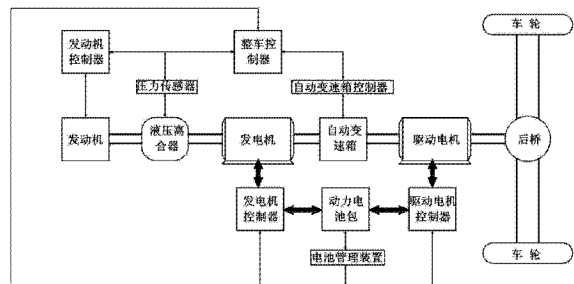 车 轮
发动机
控制器
整车控
制器
压力传感器
自动变速箱控制器
发动机
液压离
合器
发电机
自动变
速箱
驱动电机
后桥
发电机
控制器
动力电
池包
驱动电机
控制器
电池管理装置
车 轮